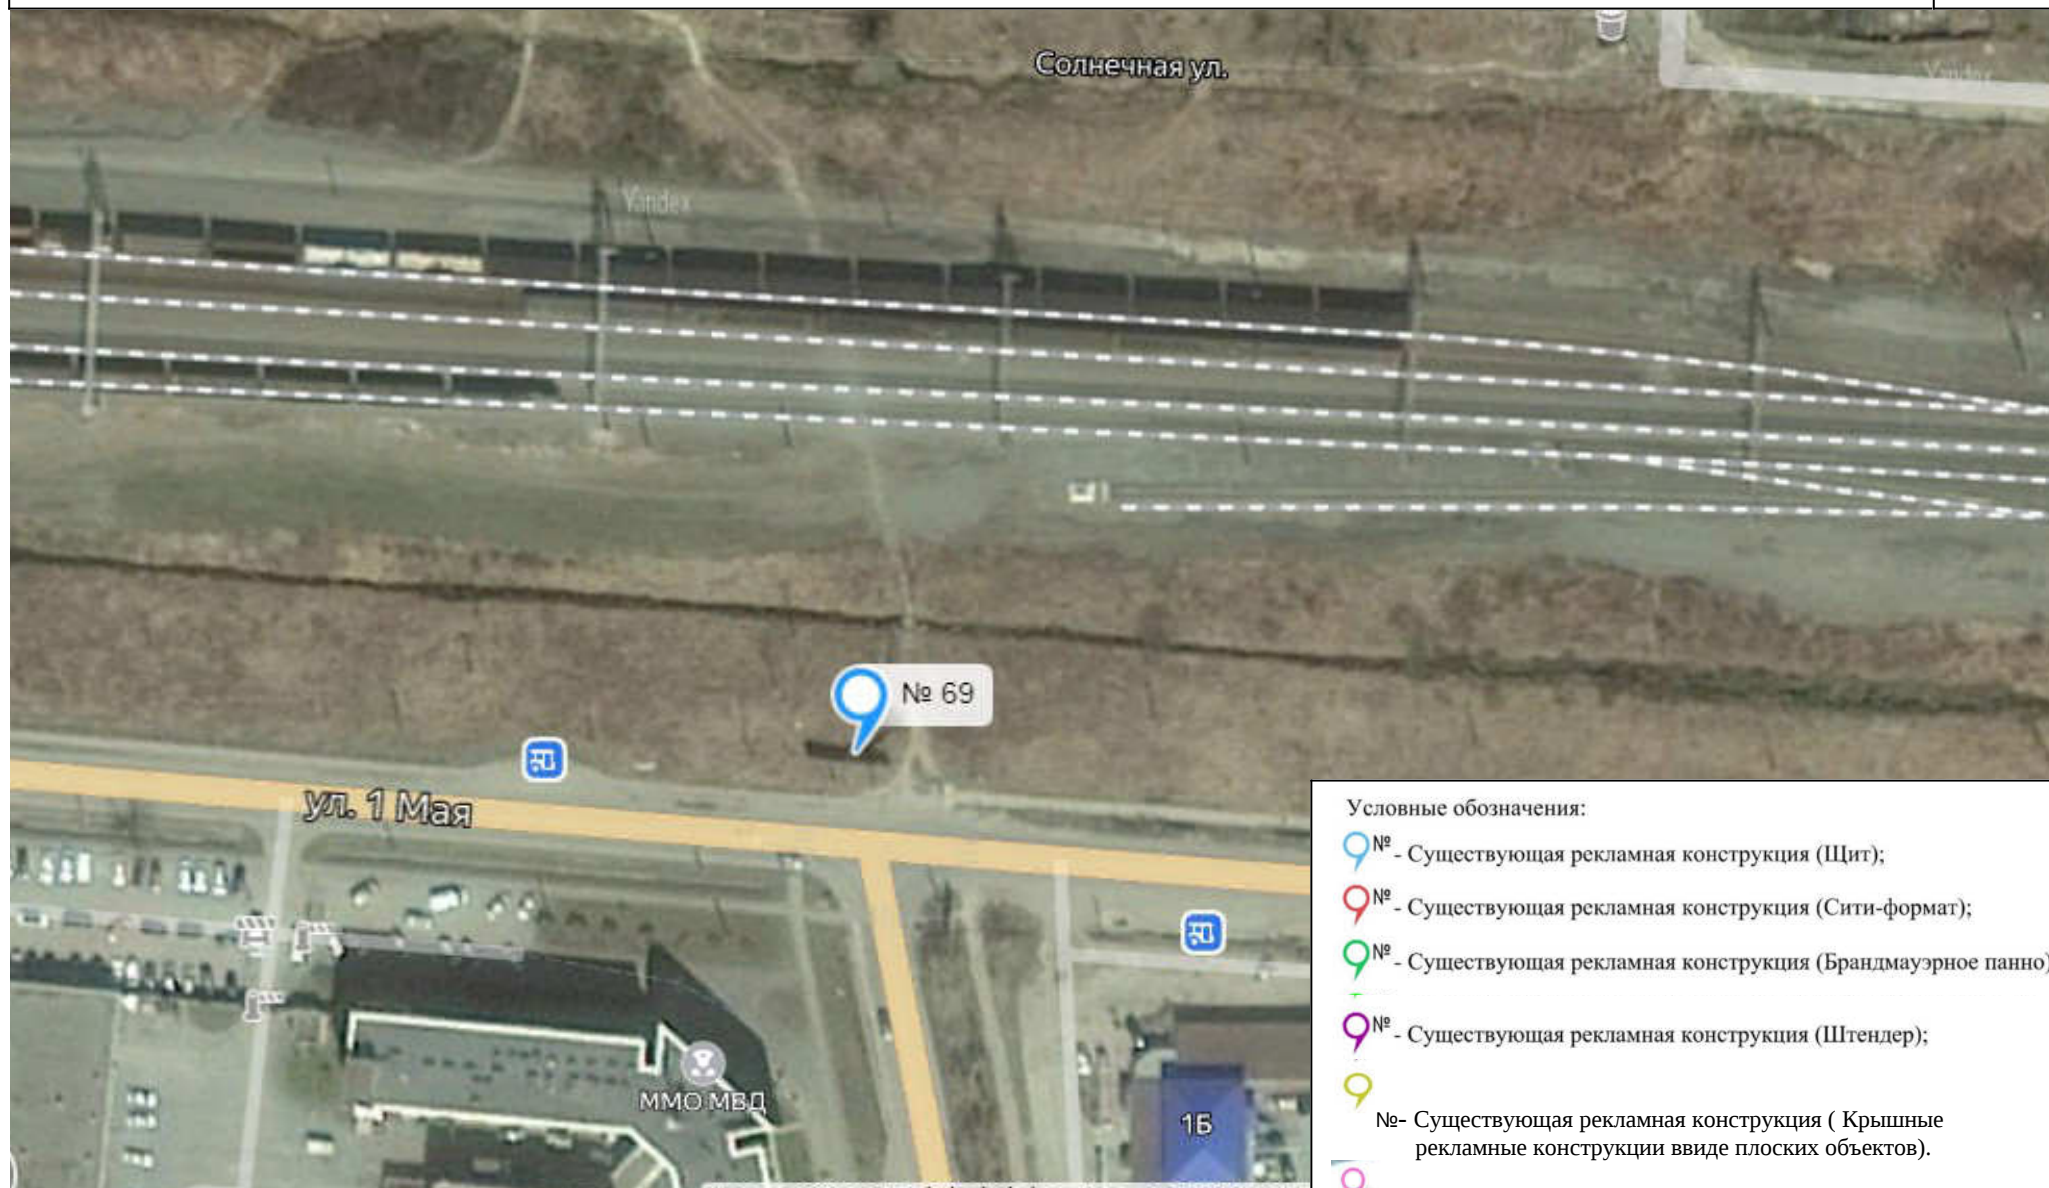 Солнечная ул.
Yandex
Yandex
№ 69
ул. 1 Мая
ММО МВД
1Б
Условные обозначения:
№ - Существующая рекламная конструкция (Щит);
№ - Существующая рекламная конструкция (Сити-формат);
№ - Существующая рекламная конструкция (Брандмауэрное панно)
№ - Существующая рекламная конструкция (Штендер);
№- Существующая рекламная конструкция ( Крышные
рекламные конструкции ввиде плоских объектов).